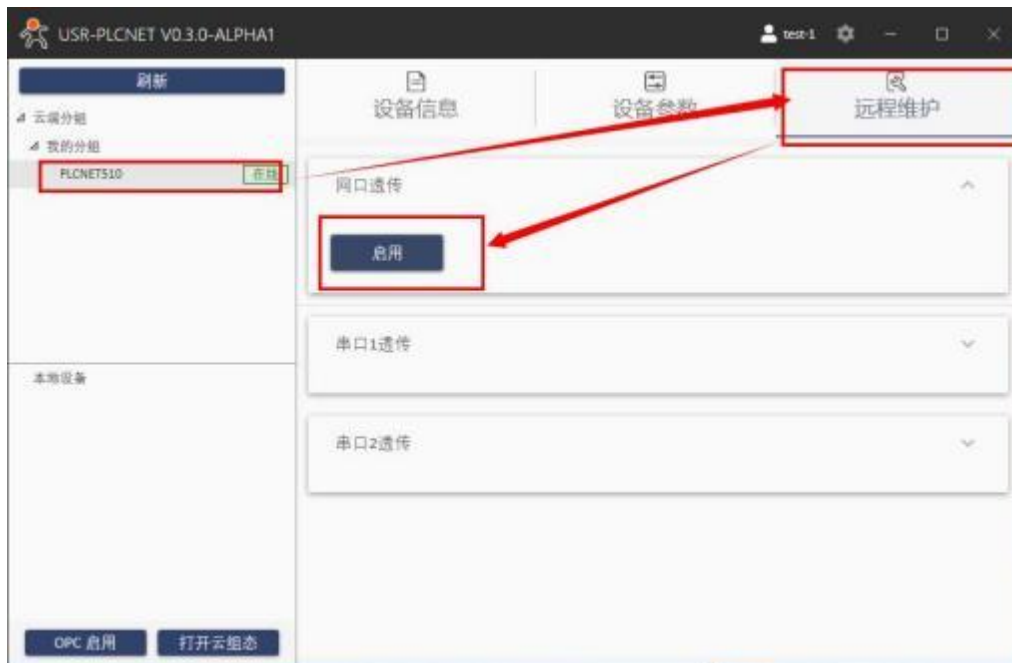 USR-PLCNET V0.3.0-ALPHA1
test-1
刷新
云端分组
我的分组
PLCNET510
在线
本地设备
OPC 启用
打开云组态
设备信息
设备参数
远程维护
网口透传
启用
串口1透传
串口2透传